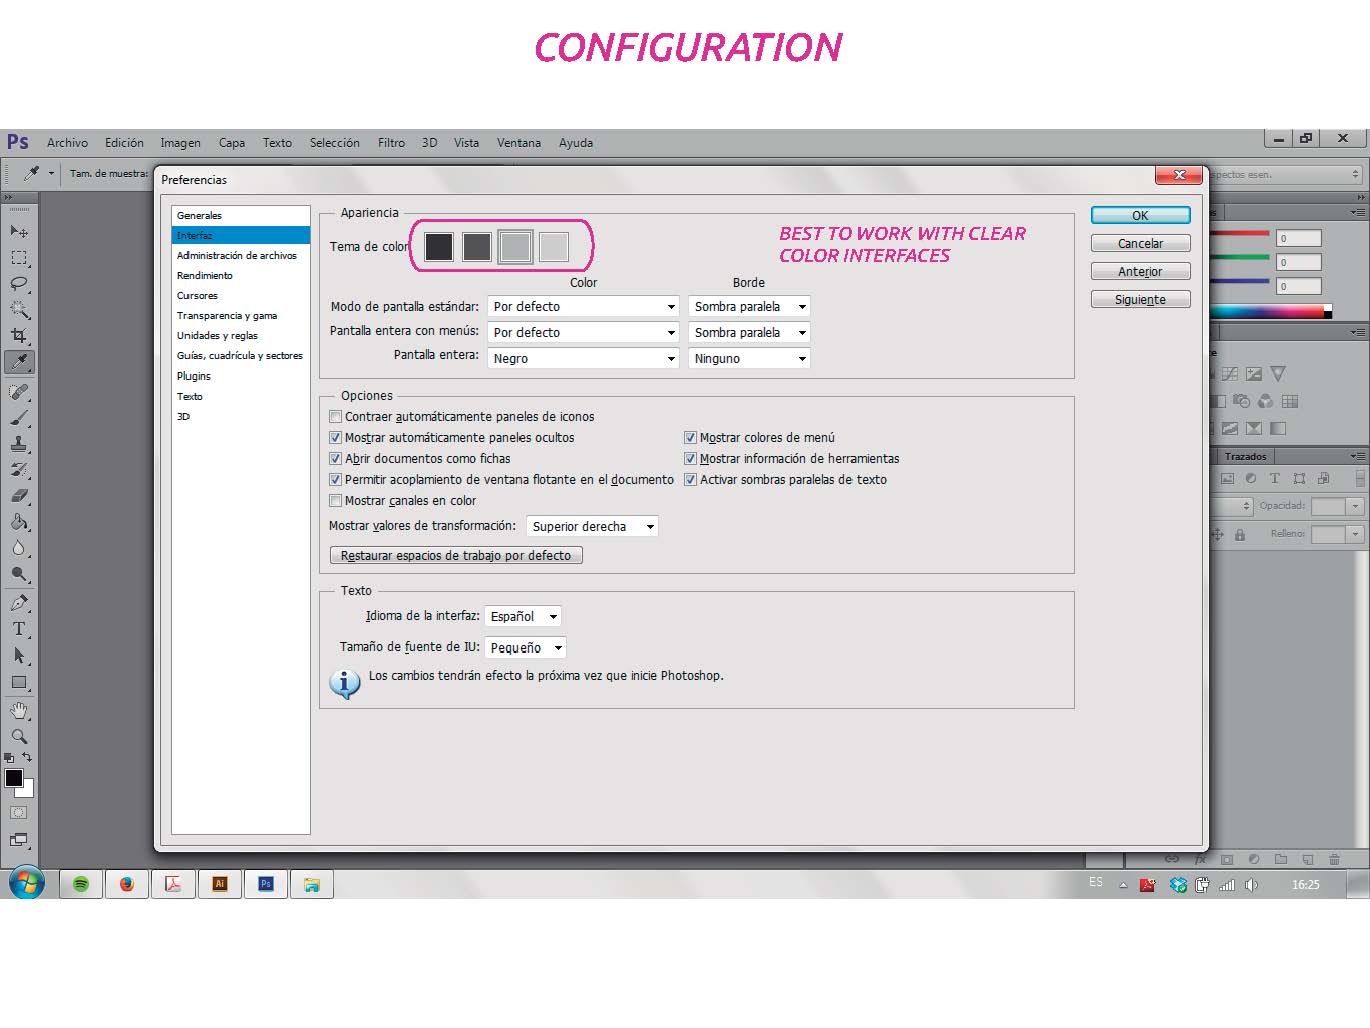 CONFIGURATION
Ps Archivo Edición Imagen Capa Texto Selección Filtro 3D Vista Ventana Ayuda
Tam. de muestra:
spectos esen.
Preferencias
Generales
Interfaz
Administración de archivos
Rendimiento
Cursores
Transparencia y gama
Unidades y reglas
Guías, cuadrícula y sectores
Plugins
Texto
3D
Apariencia
Tema de color
BEST TO WORK WITH CLEAR
COLOR INTERFACES
Color Borde
Modo de pantalla estándar: Por defecto Sombra paralela
Pantalla entera con menús: Por defecto Sombra paralela
Pantalla entera: Negro Ninguno
Opciones
Contraer automáticamente paneles de iconos
Mostrar automáticamente paneles ocultos Mostrar colores de menú
Abrir documentos como fichas Mostrar información de herramientas
Permitir acoplamiento de ventana flotante en el documento Activar sombras paralelas de texto
Mostrar canales en color
Mostrar valores de transformación: Superior derecha
Restaurar espacios de trabajo por defecto
Texto
Idioma de la interfaz: Español
Tamaño de fuente de IU: Pequeño
Los cambios tendrán efecto la próxima vez que inicie Photoshop.
OK
Cancelar
Anterior
Siguiente
0
0
0
Trazados
Opacidad:
Relleno:
Ai Ps
ES 16:25